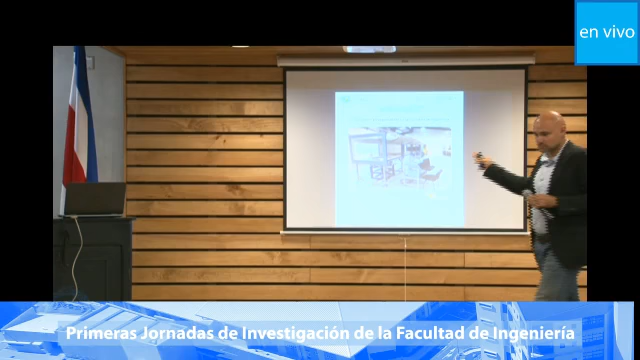 en vivo
Primeras Jornadas de Investigación de la Facultad de Ingeniería